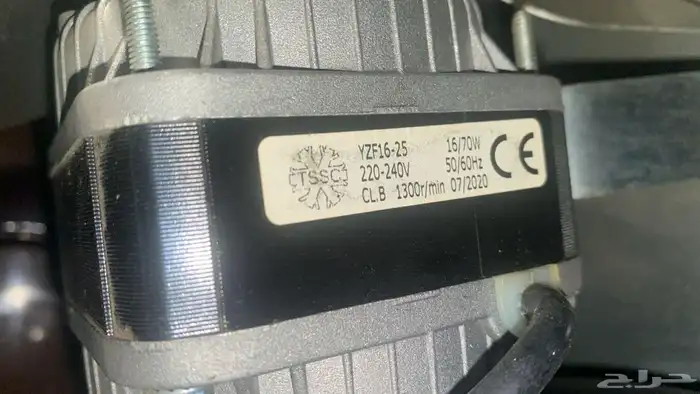 TSSC
YZF16-25 16/70W
220-240V 50/60Hz
CL.B 1300r/min 07/2020
CE
حراج